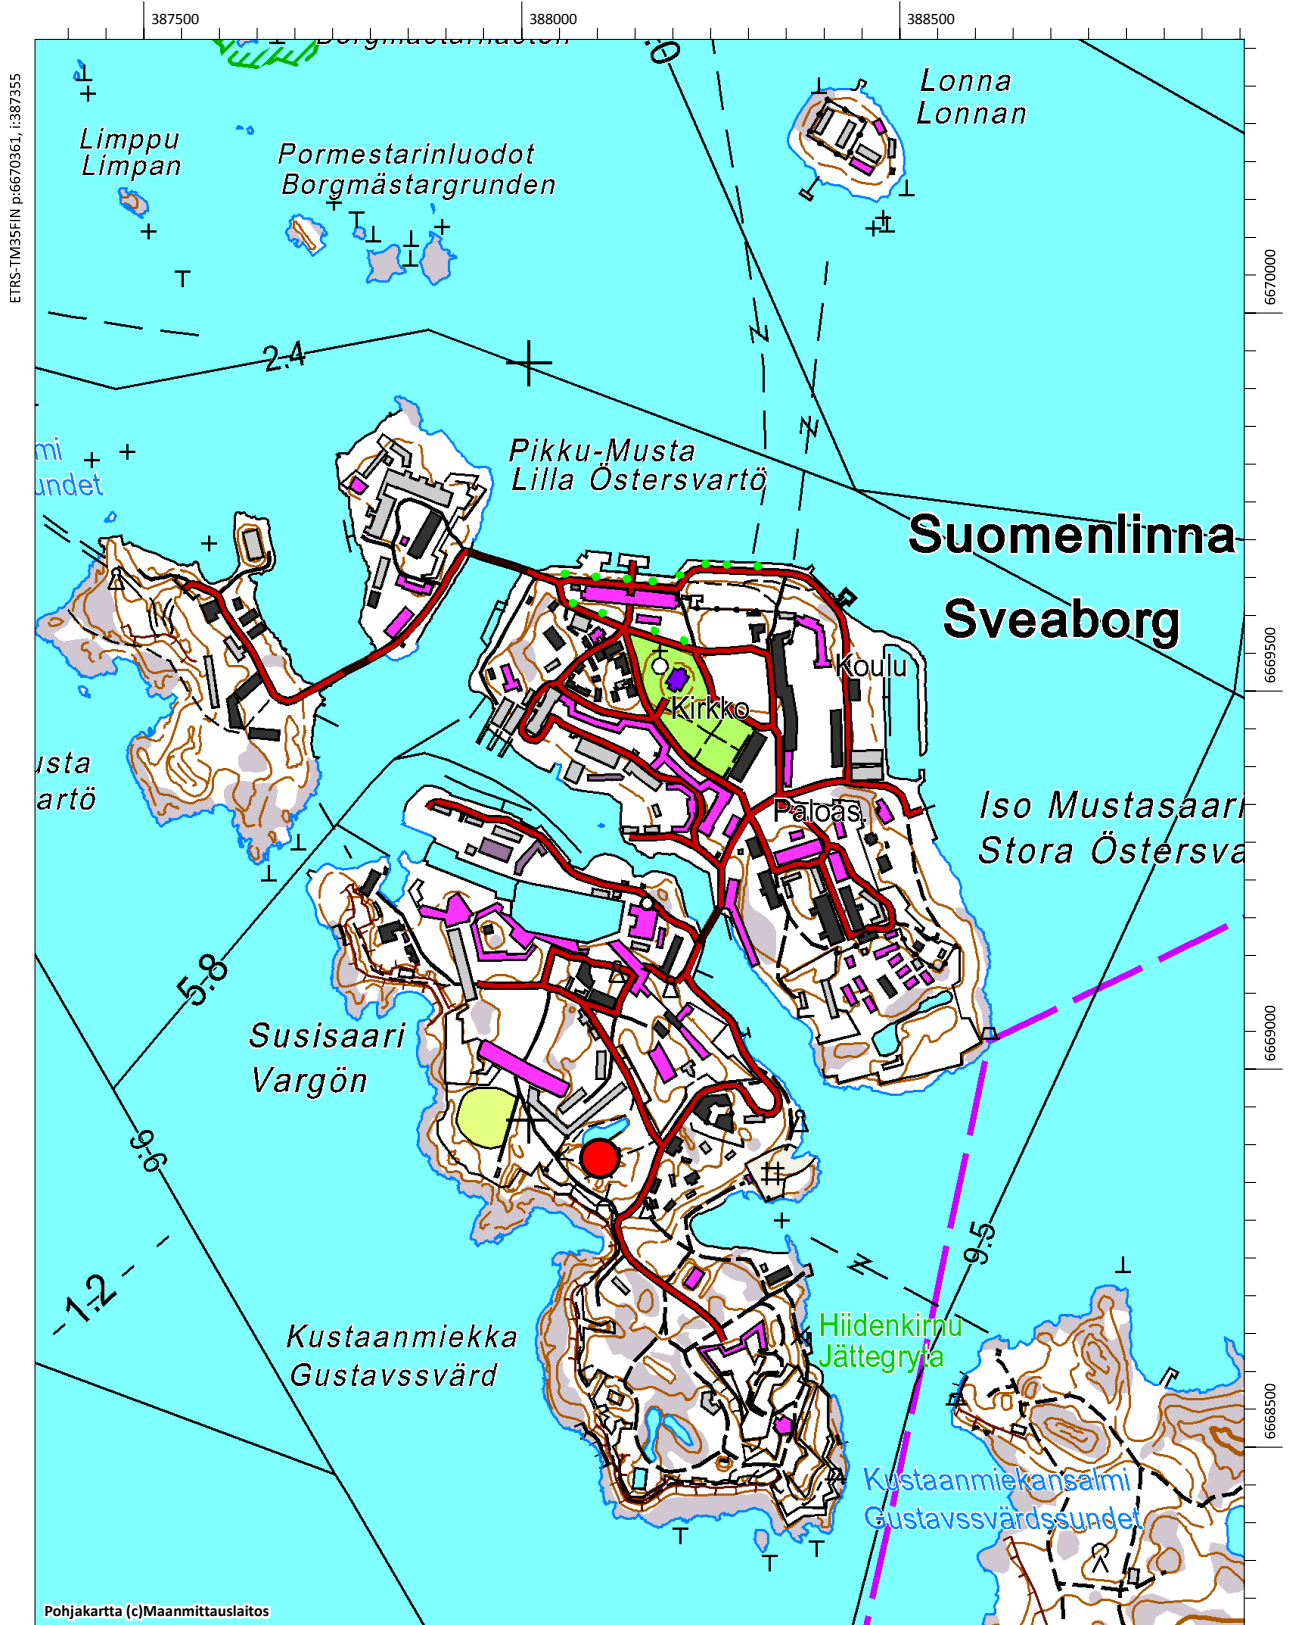 387500
388000
388500
ETRS-TM35FIN p:6670361, i:387355
Lonna
Lonnan
Limppu
Limpan
Pormestarinluodot
Borgmästargrunden
6670000
2.4
mi
undet
Pikku-Musta
Lilla Östersvartö
Suomenlinna
Sveaborg
6669500
Koulu
Kirkko
usta
artö
Paloas.
Iso Mustasaari
Stora Östersva
5.8
Susisaari
Vargön
6669000
9.6
9.5
1.2
Kustaanmiekka
Gustavssvärd
Hiidenkirnu
Jättegryta
6668500
Kustaanmiekansalmi
Gustavssvärdssundet
Pohjakartta (c)Maanmittauslaitos